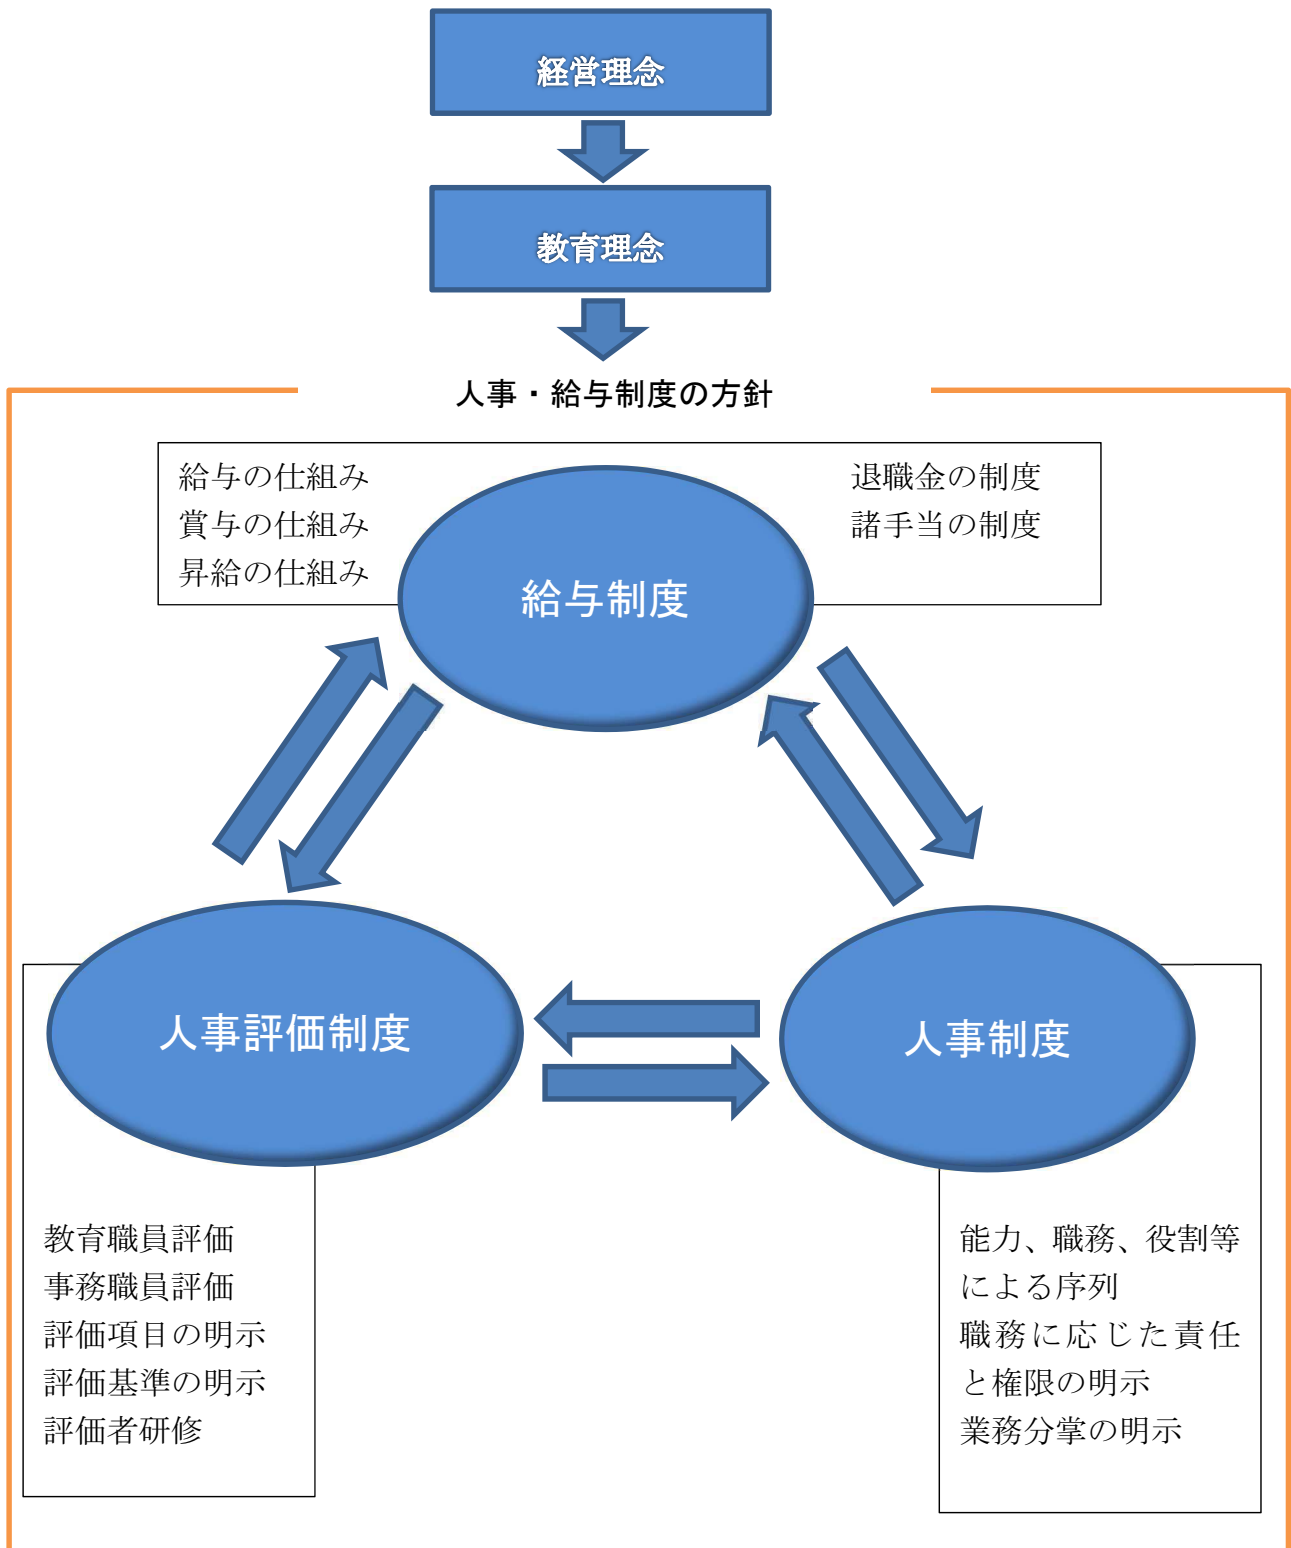 経営理念
教育理念
人事・給与制度の方針
給与の仕組み
賞与の仕組み
昇給の仕組み
退職金の制度
諸手当の制度
給与制度
人事評価制度
人事制度
教育職員評価
事務職員評価
評価項目の明示
評価基準の明示
評価者研修
能力、職務、役割等
による序列
職務に応じた責任
と権限の明示
業務分掌の明示